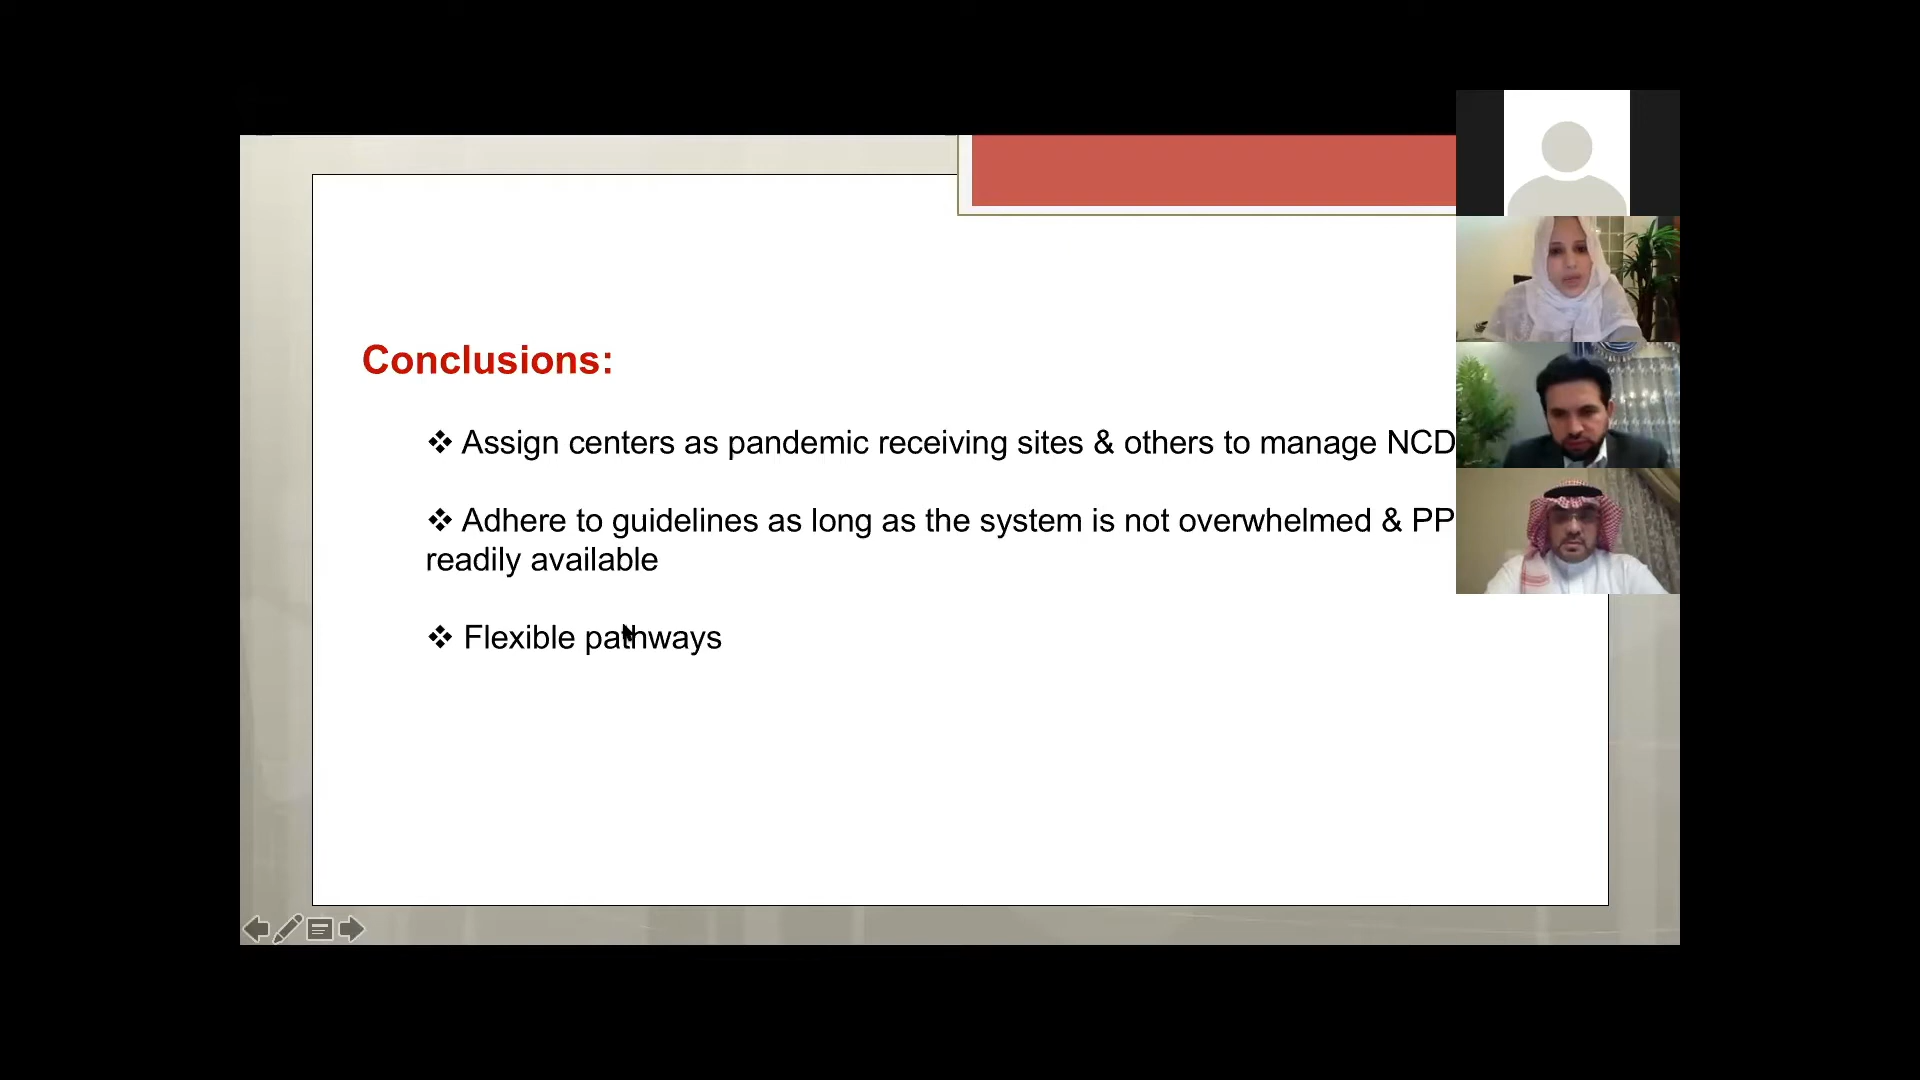 Conclusions:
❖ Assign centers as pandemic receiving sites & others to manage NCD
❖ Adhere to guidelines as long as the system is not overwhelmed & PP
readily available
❖ Flexible pathways